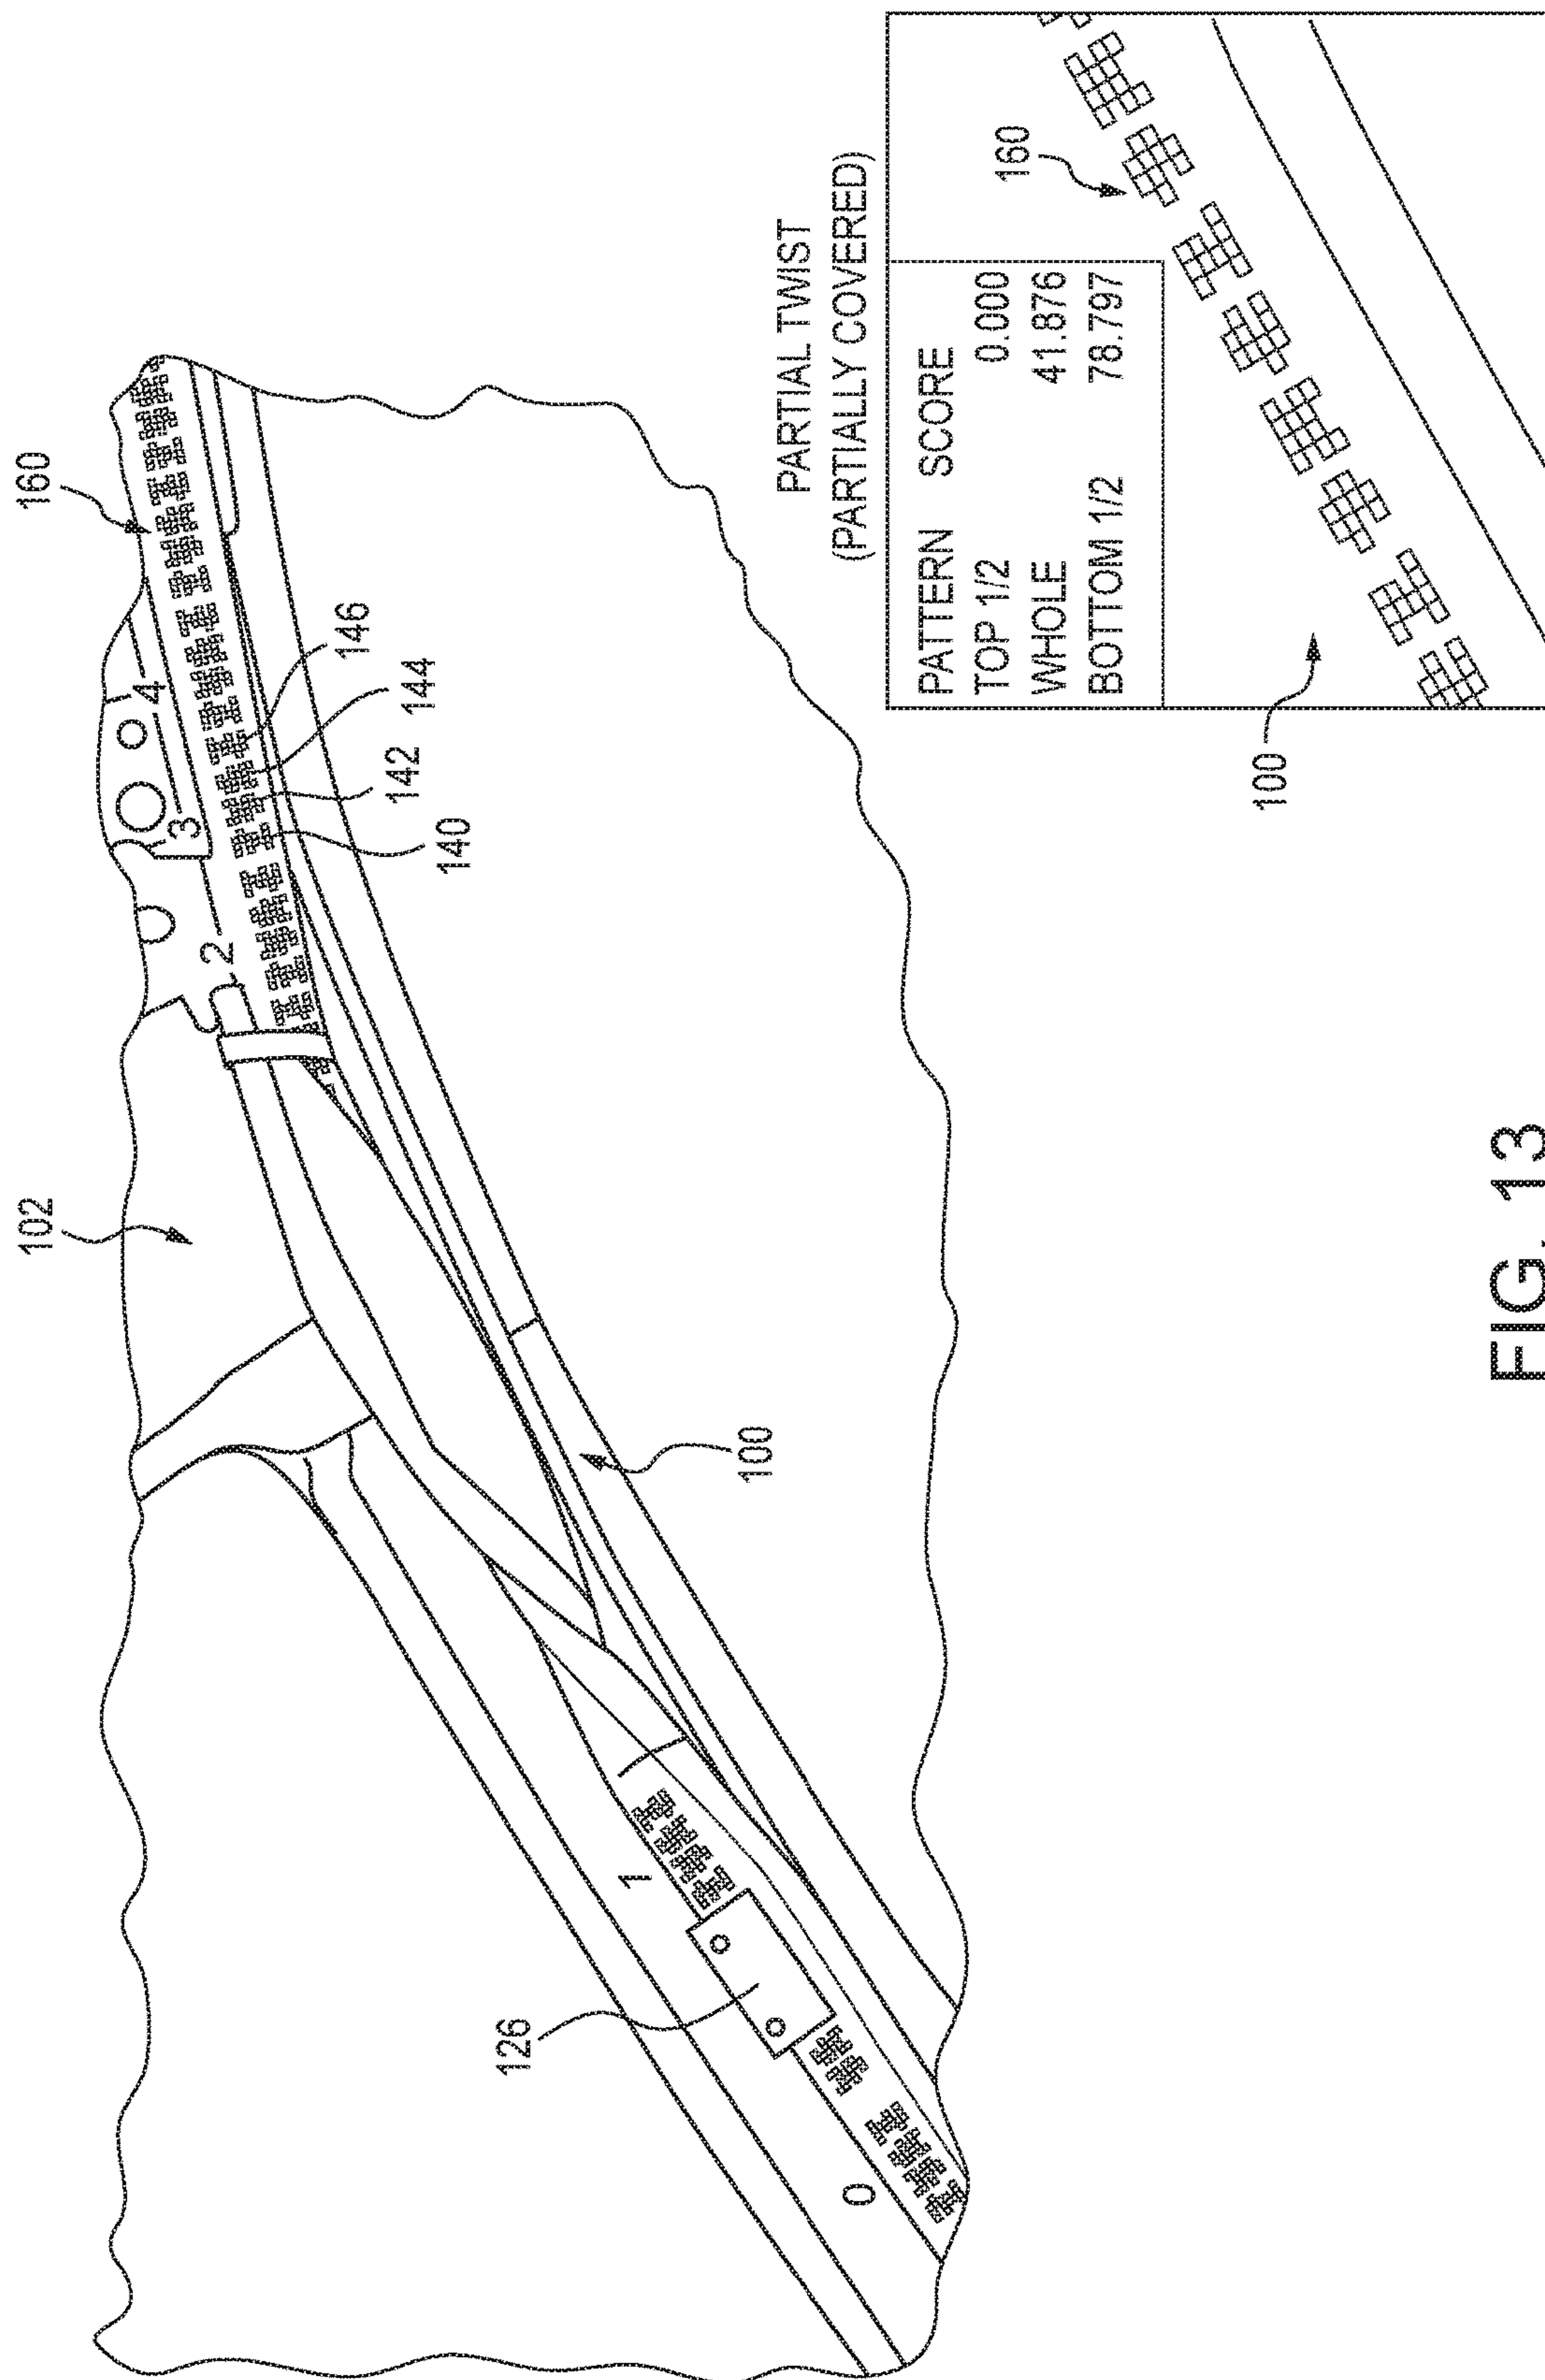 160
102
4
3
2
146
144
142
140
100
1
126
0
PARTIAL TWIST
(PARTIALLY COVERED)
PATTERN SCORE
TOP 1/2 0.000
WHOLE 41.876
BOTTOM 1/2 78.797
160
100
FIG. 13